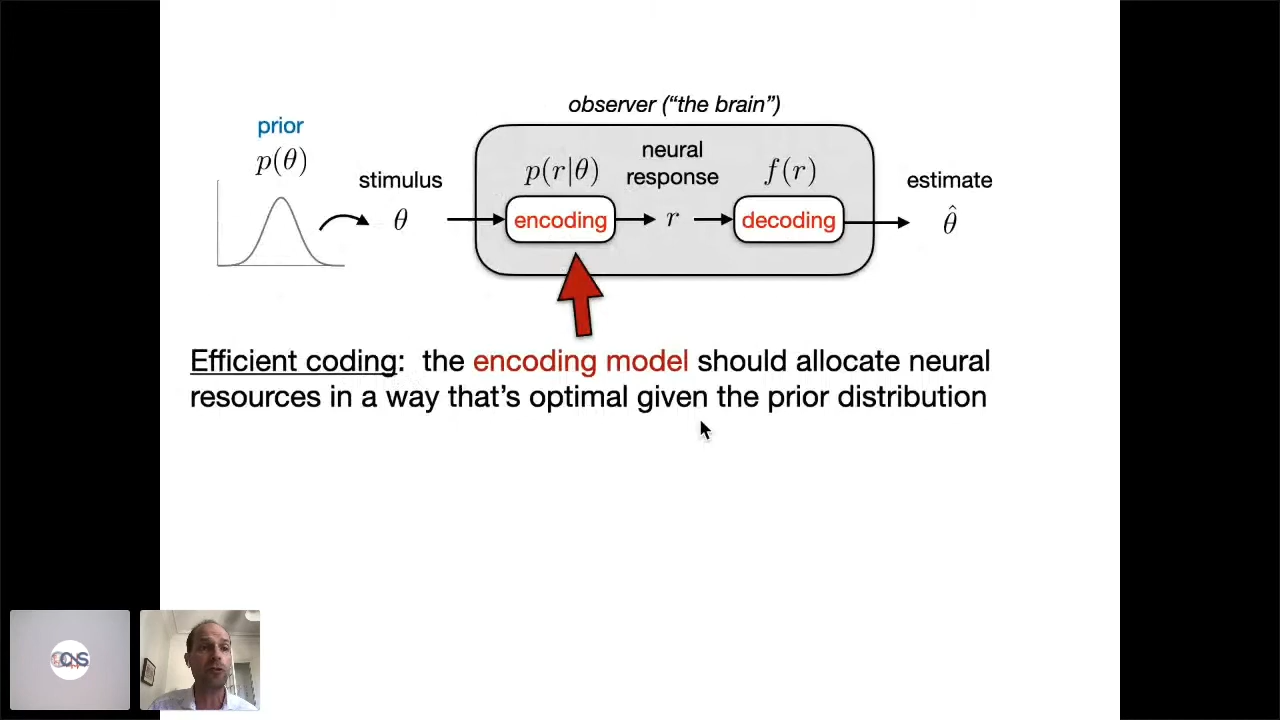 observer ("the brain")
prior
p(θ)
stimulus
θ
p(r|θ)
encoding
neural
response
r
f(r)
decoding
estimate
θ̂
Efficient coding: the encoding model should allocate neural
resources in a way that's optimal given the prior distribution